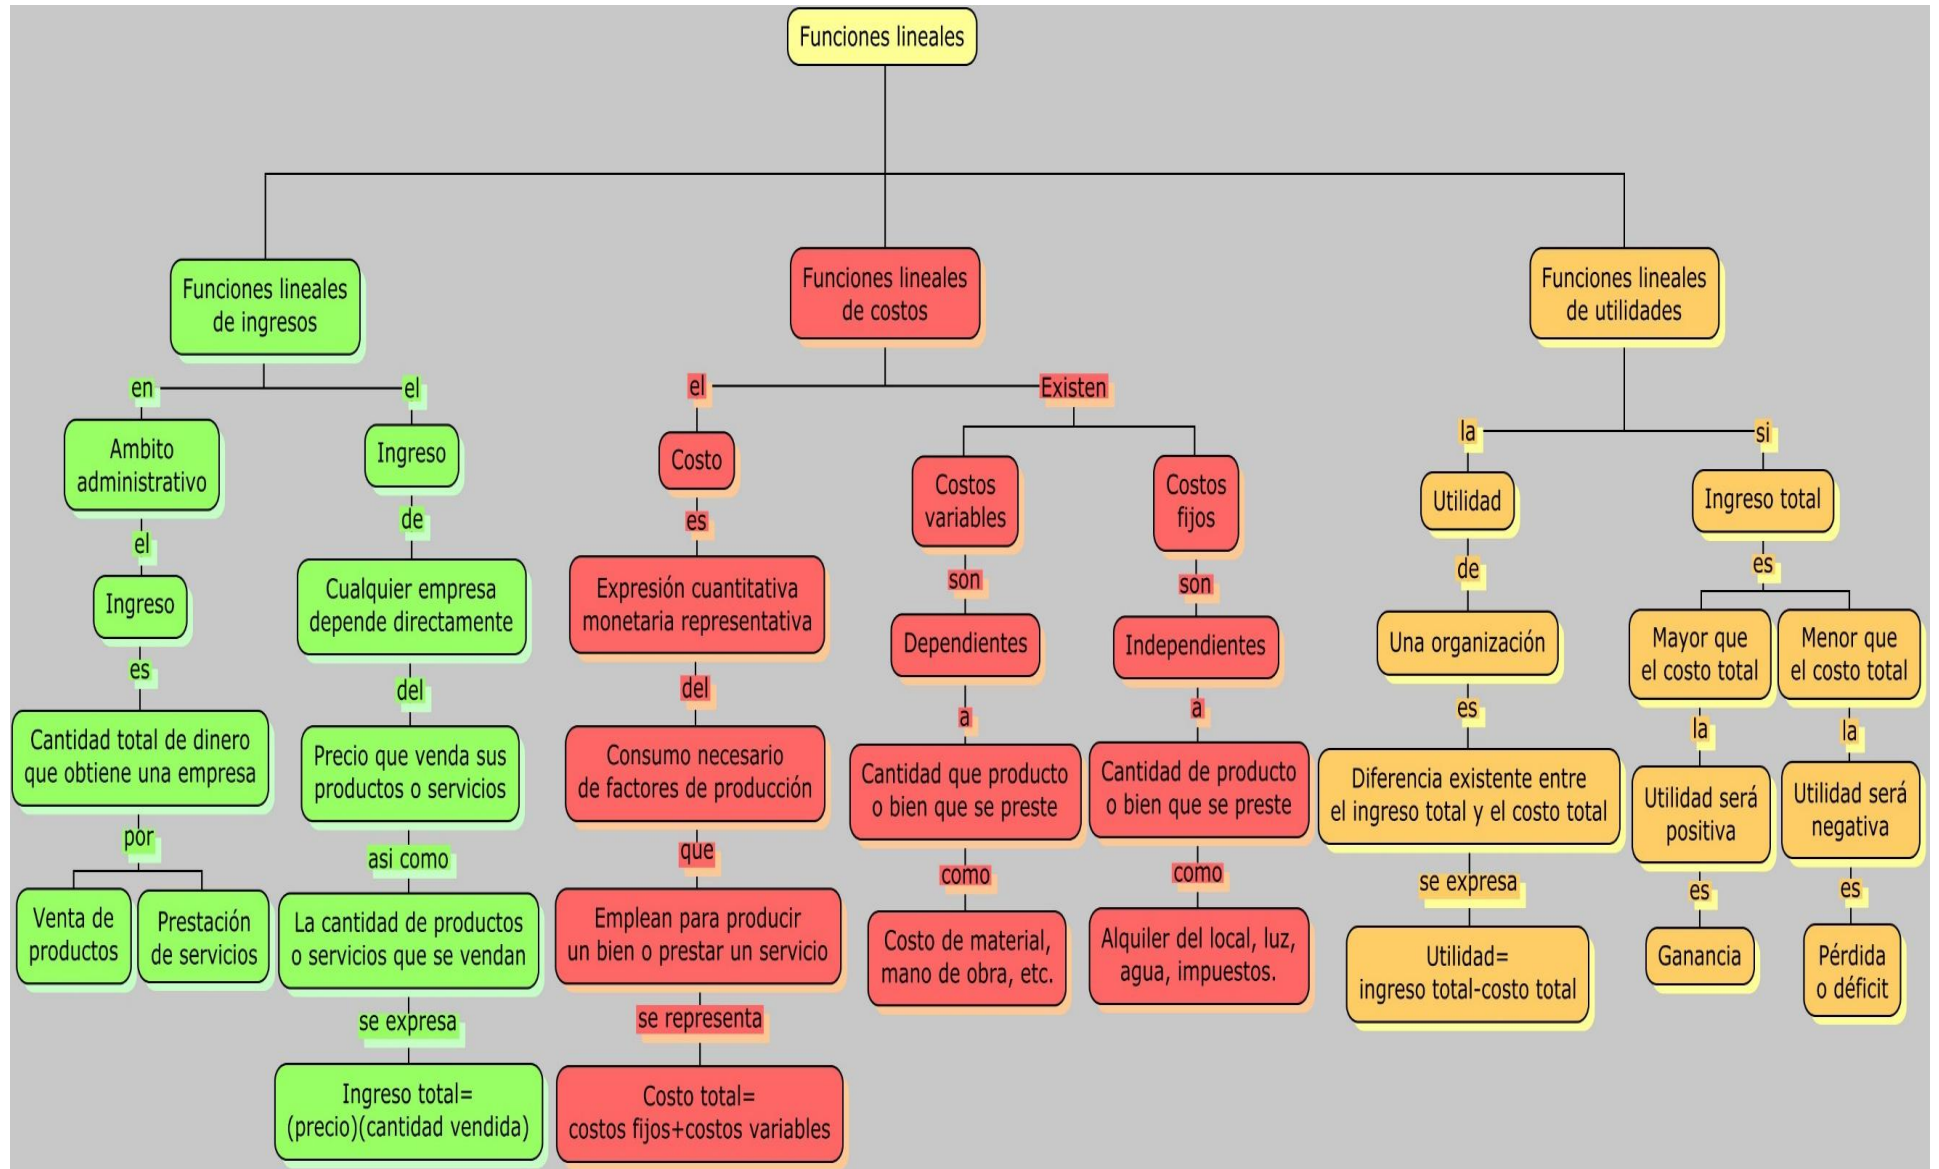 Funciones lineales
Funciones lineales
de ingresos
en
Ambito
administrativo
el
Ingreso
es
Cantidad total de dinero
que obtiene una empresa
por
Venta de
productos
Prestación
de servicios
el
Ingreso
de
Cualquier empresa
depende directamente
del
Precio que venda sus
productos o servicios
asi como
La cantidad de productos
o servicios que se vendan
se expresa
Ingreso total=
(precio)(cantidad vendida)
Funciones lineales
de costos
el
Costo
es
Expresión cuantitativa
monetaria representativa
del
Consumo necesario
de factores de producción
que
Emplean para producir
un bien o prestar un servicio
se representa
Costo total=
costos fijos+costos variables
Existen
Costos
variables
son
Dependientes
a
Cantidad que producto
o bien que se preste
como
Costo de material,
mano de obra, etc.
Costos
fijos
son
Independientes
a
Cantidad de producto
o bien que se preste
como
Alquiler del local, luz,
agua, impuestos.
Funciones lineales
de utilidades
la
Utilidad
de
Una organización
es
Diferencia existente entre
el ingreso total y el costo total
se expresa
Utilidad=
ingreso total-costo total
si
Ingreso total
es
Mayor que
el costo total
la
Utilidad será
positiva
es
Ganancia
Menor que
el costo total
la
Utilidad será
negativa
es
Pérdida
o déficit